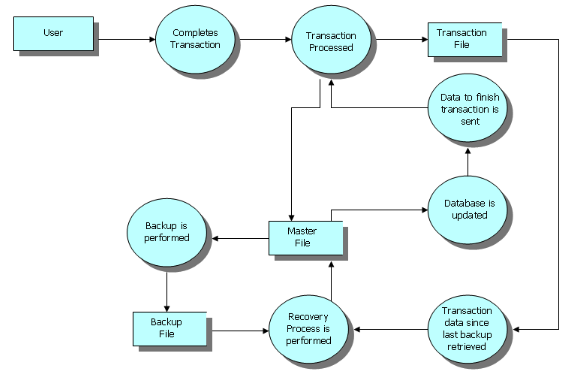 User
Completes
Transaction
Transaction
Processed
Transaction
File
Data to finish
transaction is
sent
Database is
updated
Master
File
Backup is
performed
Backup
File
Recovery
Process is
performed
Transaction
data since
last backup
retrieved